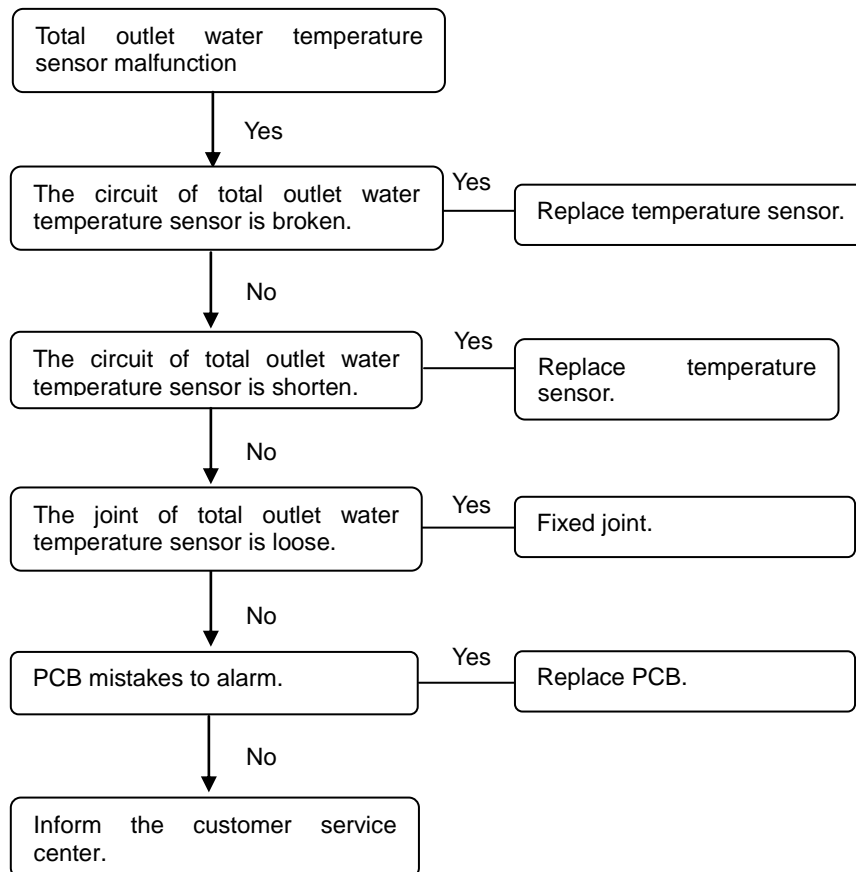 Total outlet water temperature
sensor malfunction
Yes
The circuit of total outlet water
temperature sensor is broken.
Yes
Replace temperature sensor.
No
The circuit of total outlet water
temperature sensor is shorten.
Yes
Replace temperature
sensor.
No
The joint of total outlet water
temperature sensor is loose.
Yes
Fixed joint.
No
PCB mistakes to alarm.
Yes
Replace PCB.
No
Inform the customer service
center.